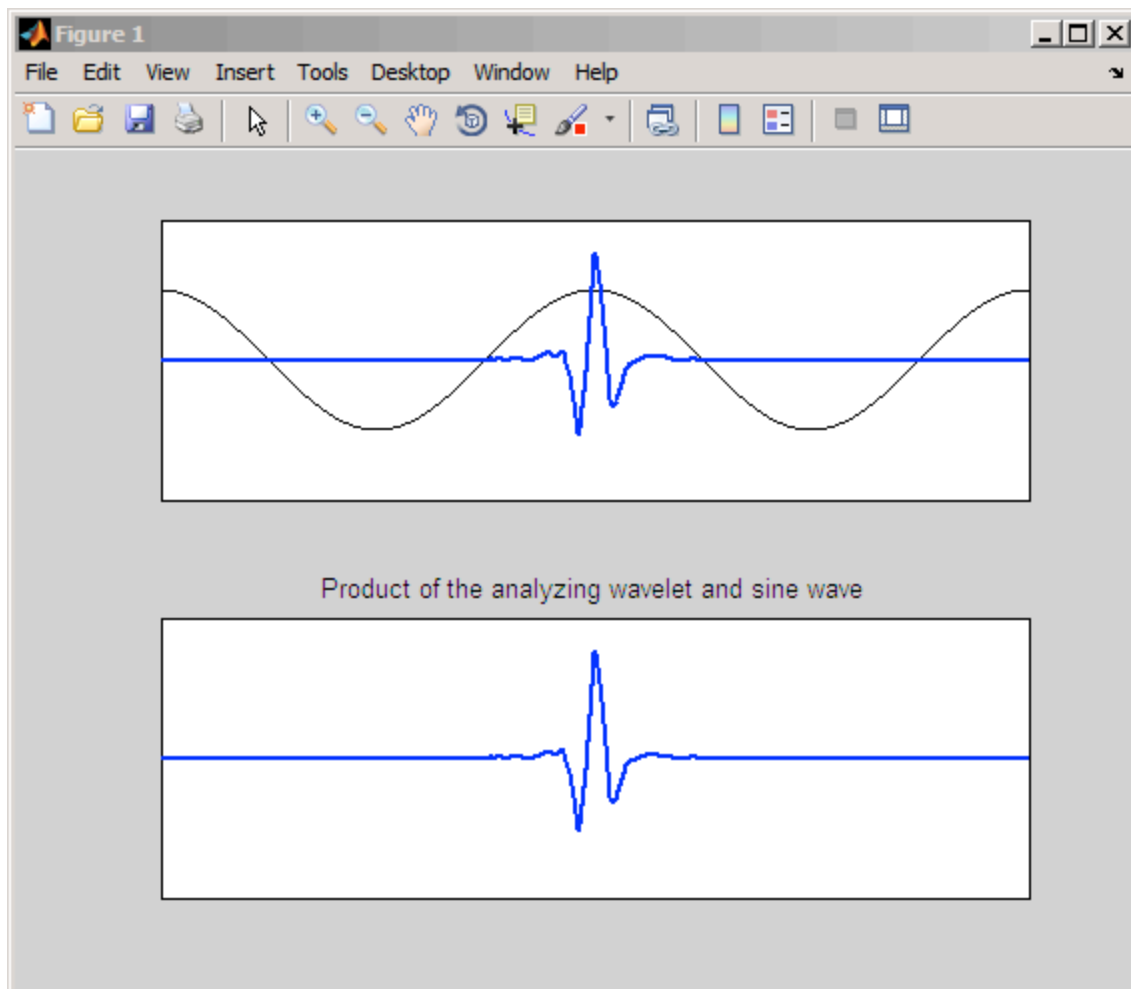 Figure 1
File Edit View Insert Tools Desktop Window Help
Product of the analyzing wavelet and sine wave